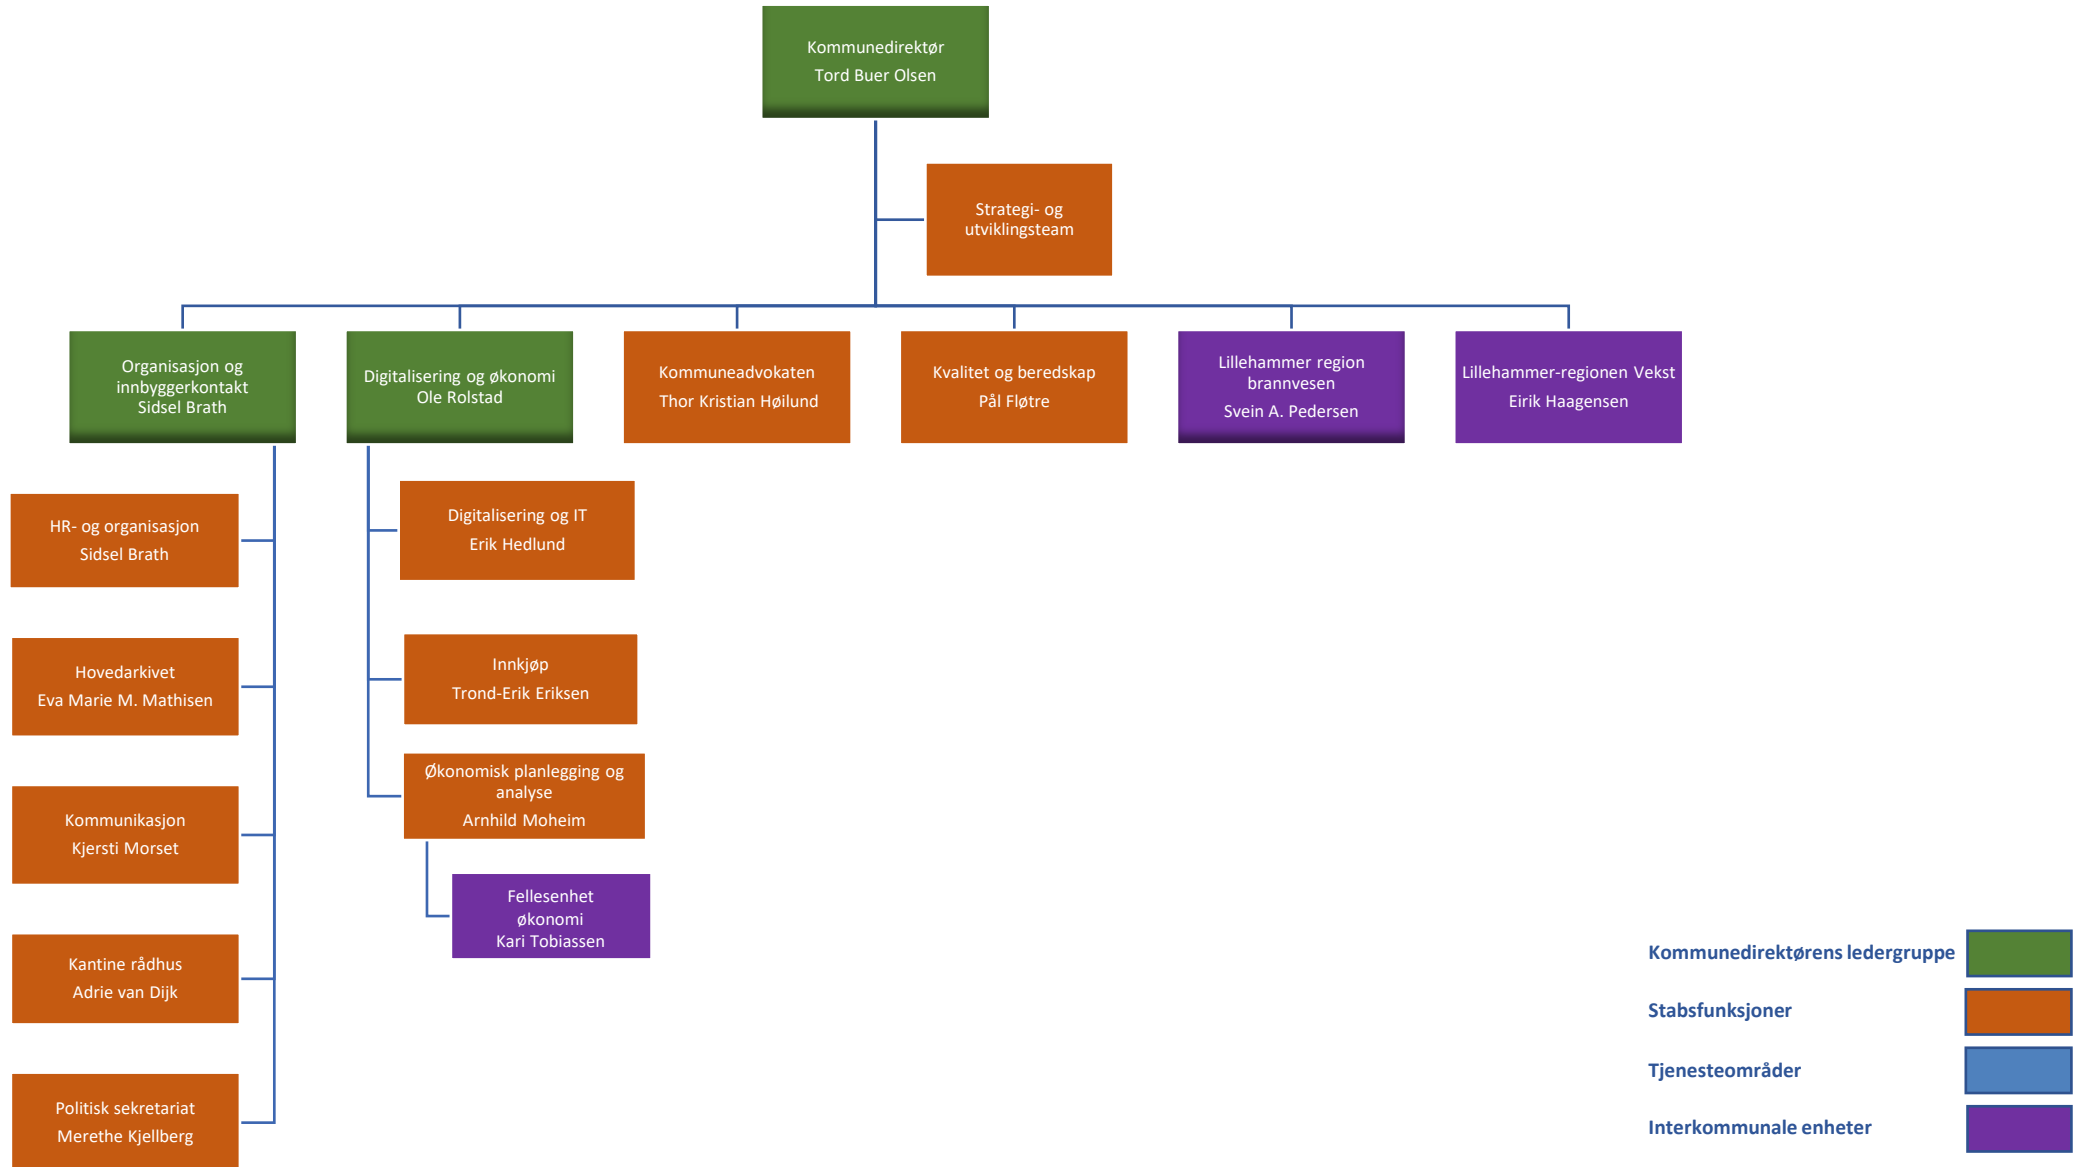 Kommunedirektør
Tord Buer Olsen
Strategi- og
utviklingsteam
Organisasjon og
innbyggerkontakt
Sidsel Brath
Digitalisering og økonomi
Ole Rolstad
Kommuneadvokaten
Thor Kristian Høilund
Kvalitet og beredskap
Pål Fløtre
Lillehammer region
brannvesen
Svein A. Pedersen
Lillehammer-regionen Vekst
Eirik Haagensen
HR- og organisasjon
Sidsel Brath
Hovedarkivet
Eva Marie M. Mathisen
Kommunikasjon
Kjersti Morset
Kantine rådhus
Adrie van Dijk
Politisk sekretariat
Merethe Kjellberg
Digitalisering og IT
Erik Hedlund
Innkjøp
Trond-Erik Eriksen
Økonomisk planlegging og
analyse
Arnhild Moheim
Fellesenhet
økonomi
Kari Tobiassen
Kommunedirektørens ledergruppe
Stabsfunksjoner
Tjenesteområder
Interkommunale enheter